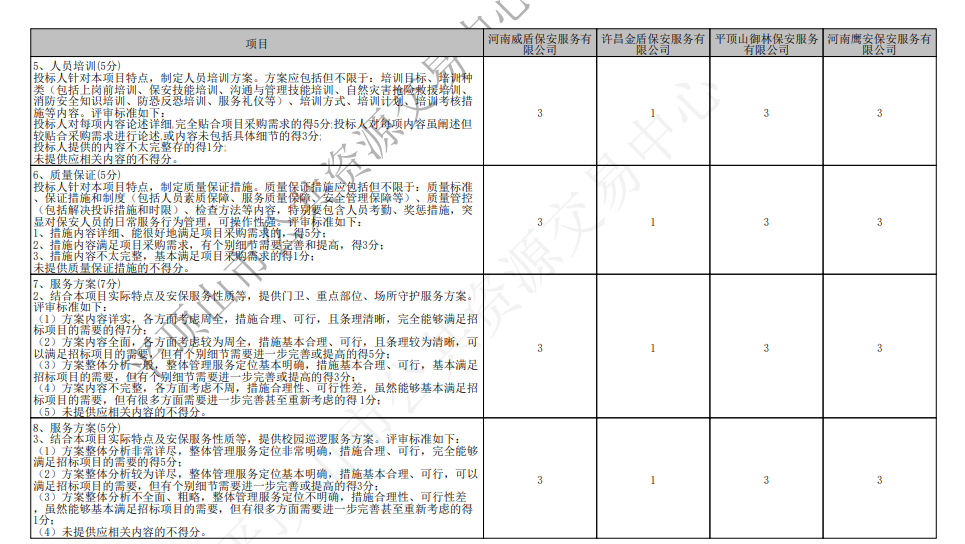 项目
河南威盾保安服务有
限公司
许昌金盾保安服务有
限公司
平顶山御林保安服务
有限公司
河南鹰安保安服务有
限公司
5、人员培训(5分)
投标人针对本项目特点，制定人员培训方案。方案应包括但不限于：培训目标、培训种
类（包括上岗前培训、保安技能培训、沟通与管理技能培训、自然灾害抢险救援培训、
消防安全知识培训、防恐反恐培训、服务礼仪等）、培训方式、培训计划、培训考核措
施等内容。评审标准如下：
投标人对每项内容论述详细,完全贴合项目采购需求的得5分;投标人对每项内容虽阐述但
较贴合采购需求进行论述,或内容未包括具体细节的得3分;
投标人提供的内容不太完整存的得1分;
未提供应相关内容的不得分。
3
1
3
3
6、质量保证(5分)
投标人针对本项目特点，制定质量保证措施。质量保证措施应包括但不限于：质量标准
、保证措施和制度（包括人员素质保障、服务质量保障、安全管理保障等）、质量管控
（包括解决投诉措施和时限）、检查方法等内容，特别要包含人员考勤、奖惩措施，突
显对保安人员的日常服务行为管理，可操作性强。评审标准如下：
1、措施内容详细、能很好地满足项目采购需求的，得5分；
2、措施内容满足项目采购需求，有个别细节需要完善和提高，得3分；
3、措施内容不太完整，基本满足项目采购需求的得1分；
未提供质量保证措施的不得分。
3
1
3
3
7、服务方案(7分)
2、结合本项目实际特点及安保服务性质等，提供门卫、重点部位、场所守护服务方案。
评审标准如下：
（1）方案内容详实，各方面考虑周全，措施合理、可行，且条理清晰，完全能够满足招
标项目的需要的得7分；
（2）方案内容全面，各方面考虑较为周全，措施基本合理、可行，且条理较为清晰，可
以满足招标项目的需要，但有个别细节需要进一步完善或提高的得5分；
（3）方案整体分析一般，整体管理服务定位基本明确，措施基本合理、可行，基本满足
招标项目的需要，但有个别细节需要进一步完善或提高的得3分；
（4）方案内容不完整，各方面考虑不周，措施合理性、可行性差，虽然能够基本满足招
标项目的需要，但有很多方面需要进一步完善甚至重新考虑的得 1分；
（5）未提供应相关内容的不得分。
3
1
3
3
8、服务方案(5分)
3、结合本项目实际特点及安保服务性质等，提供校园巡逻服务方案。评审标准如下：
（1）方案整体分析非常详尽，整体管理服务定位非常明确，措施合理、可行，完全能够
满足招标项目的需要的得5分；
（2）方案整体分析较为详尽，整体管理服务定位基本明确，措施基本合理、可行，可以
满足招标项目的需要，但有个别细节需要进一步完善或提高的得3分；
（3）方案整体分析不全面、粗略，整体管理服务定位不明确，措施合理性、可行性差
，虽然能够基本满足招标项目的需要，但有很多方面需要进一步完善甚至重新考虑的得
1分；
（4）未提供应相关内容的不得分。
3
1
3
3
平顶山市公共资源交易中心
平顶山市公共资源交易中心